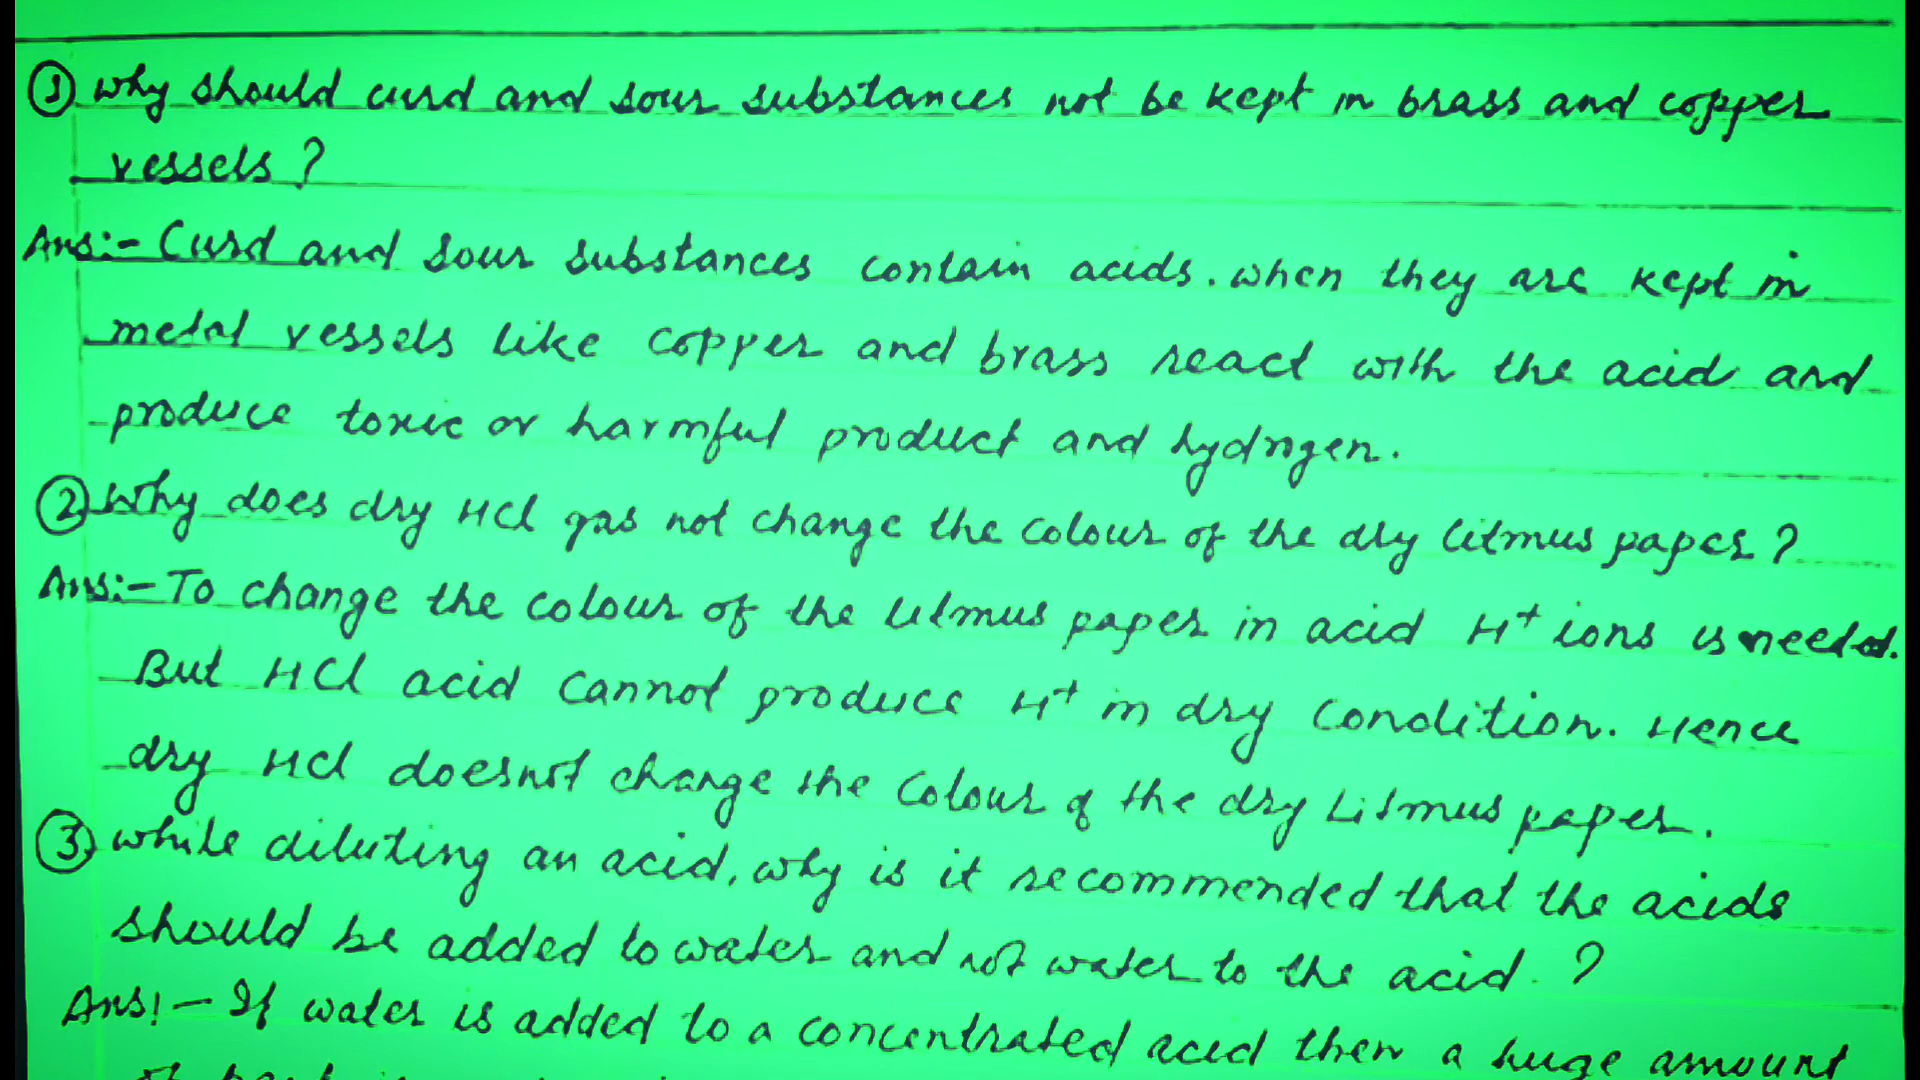 ① Why should curd and sour substances not be kept in brass and copper
vessels?
Ans:- Curd and sour substances contain acids. when they are kept in
metal vessels like copper and brass react with the acid and
produce toxic or harmful product and hydrogen.
② Why does dry HCl gas not change the colour of the dry litmus paper?
Ans:- To change the colour of the litmus paper in acid H⁺ ions is needed.
But HCl acid cannot produce H⁺ in dry condition. Hence
dry HCl doesnot change the colour of the dry Litmus paper.
③ while diluting an acid, why is it recommended that the acids
should be added to water and not water to the acid. ?
Ans:- If water is added to a concentrated acid then a huge amount
of